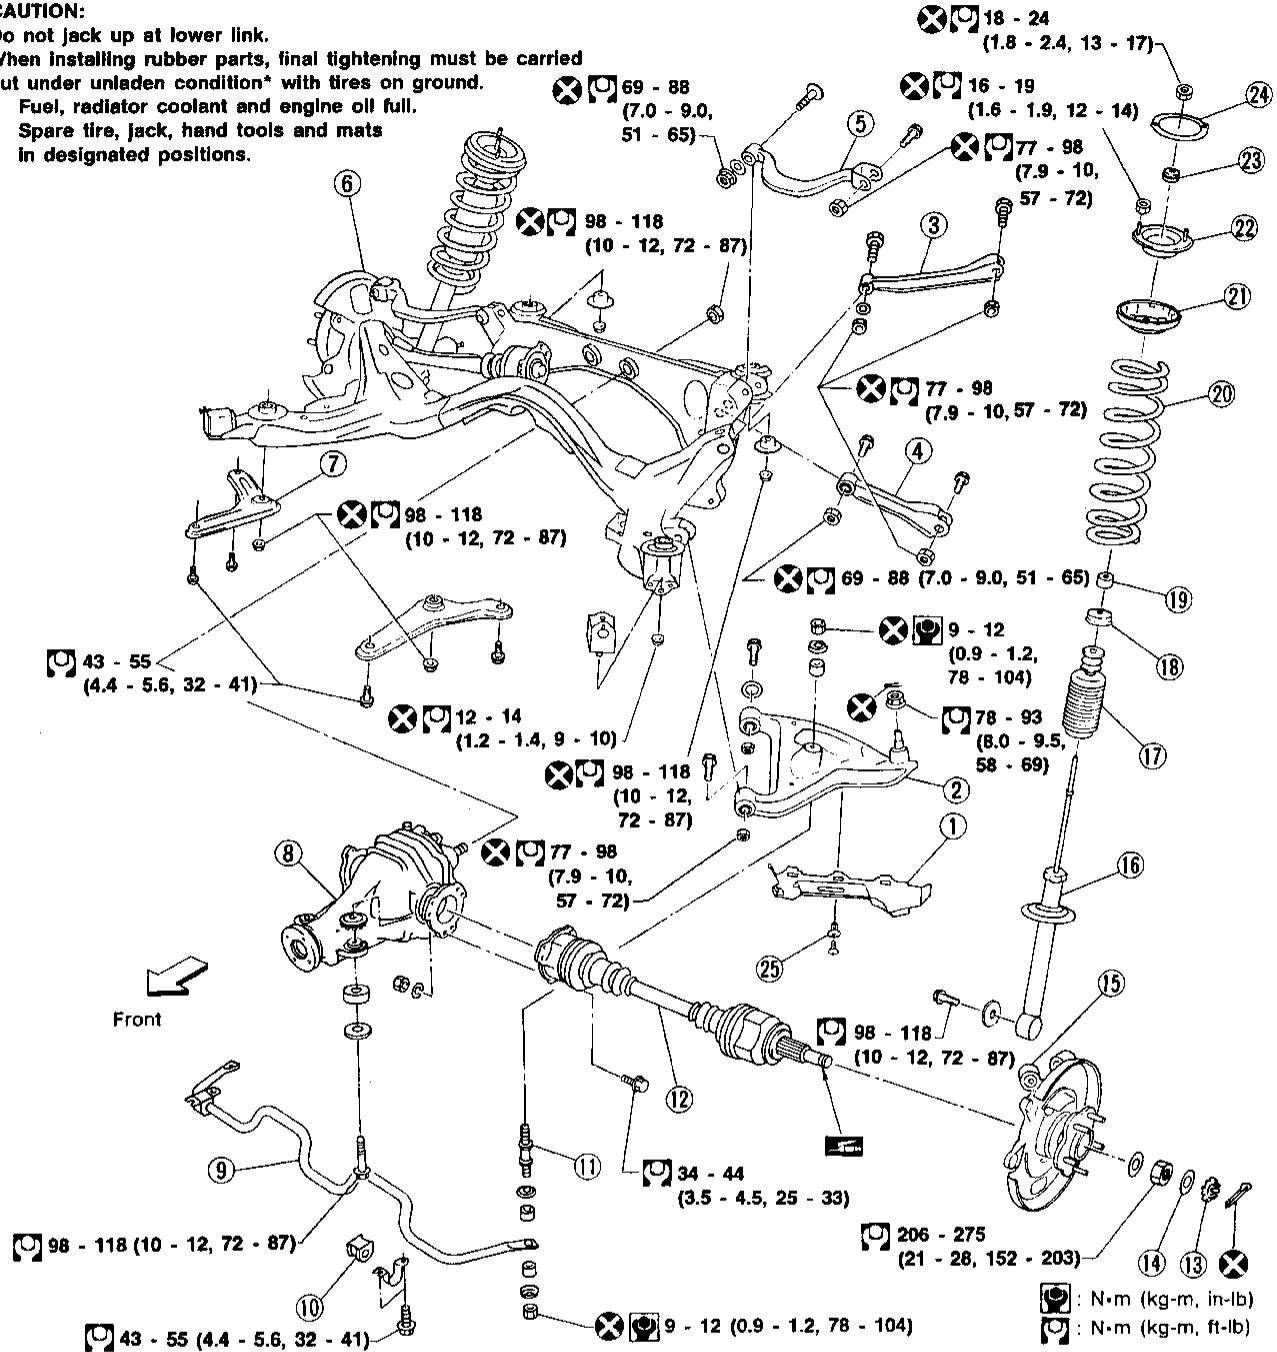 CAUTION:
Do not jack up at lower link.
When installing rubber parts, final tightening must be carried
out under unladen condition* with tires on ground.
Fuel, radiator coolant and engine oil full.
Spare tire, jack, hand tools and mats
in designated positions.
18 - 24
(1.8 - 2.4, 13 - 17)
69 - 88
(7.0 - 9.0,
51 - 65)
16 - 19
(1.6 - 1.9, 12 - 14)
24
5
77 - 98
(7.9 - 10,
57 - 72)
23
6
98 - 118
(10 - 12, 72 - 87)
3
22
21
77 - 98
(7.9 - 10, 57 - 72)
20
7
4
98 - 118
(10 - 12, 72 - 87)
69 - 88 (7.0 - 9.0, 51 - 65)
19
9 - 12
(0.9 - 1.2,
78 - 104)
18
43 - 55
(4.4 - 5.6, 32 - 41)
12 - 14
(1.2 - 1.4, 9 - 10)
78 - 93
(8.0 - 9.5,
58 - 69)
17
98 - 118
(10 - 12,
72 - 87)
2
1
8
77 - 98
(7.9 - 10,
57 - 72)
16
25
Front
15
98 - 118
(10 - 12, 72 - 87)
12
9
11
34 - 44
(3.5 - 4.5, 25 - 33)
98 - 118 (10 - 12, 72 - 87)
206 - 275
(21 - 28, 152 - 203)
14
13
10
43 - 55 (4.4 - 5.6, 32 - 41)
9 - 12 (0.9 - 1.2, 78 - 104)
: N•m (kg-m, in-lb)
: N•m (kg-m, ft-lb)